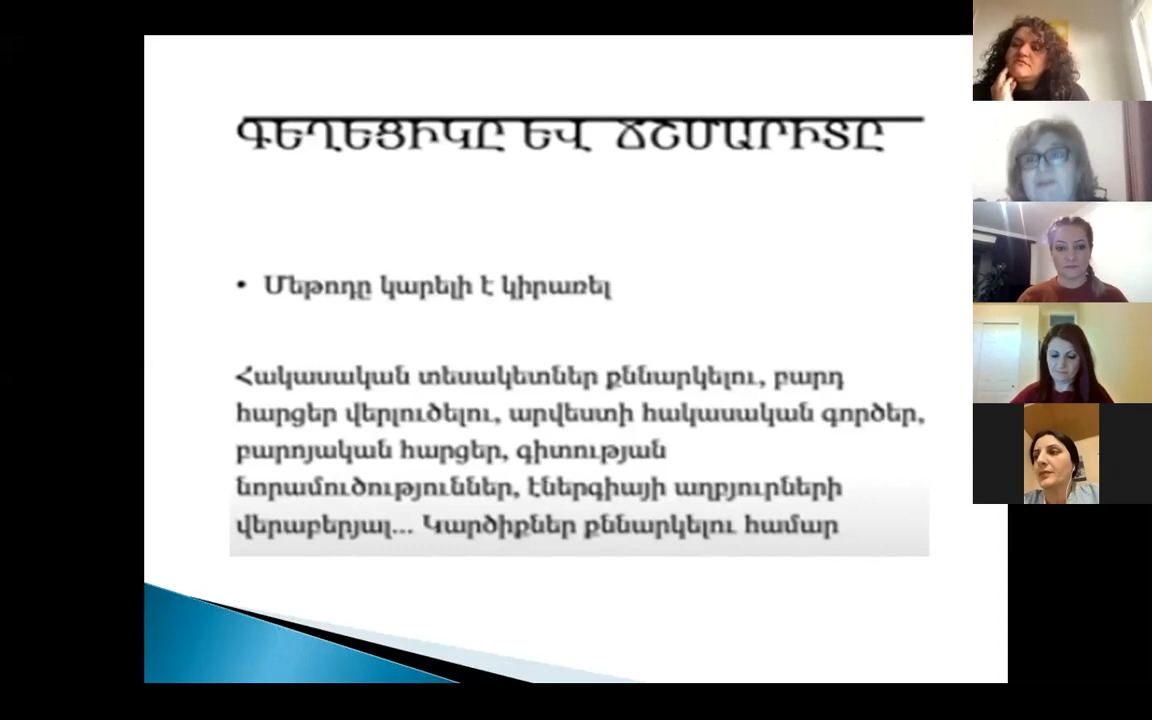 ԳԵՂԵՑԻԿԸ ԵՎ ՃՇՄԱՐԻՏԸ
• Մեթոդը կարելի է կիրառել
Հակասական տեսակետներ քննարկելու, բարդ
հարցեր վերլուծելու, արվեստի հակասական գործեր,
բարոյական հարցեր, գիտության
նորամուծություններ, էներգիայի աղբյուրների
վերաբերյալ... Կարծիքներ քննարկելու համար